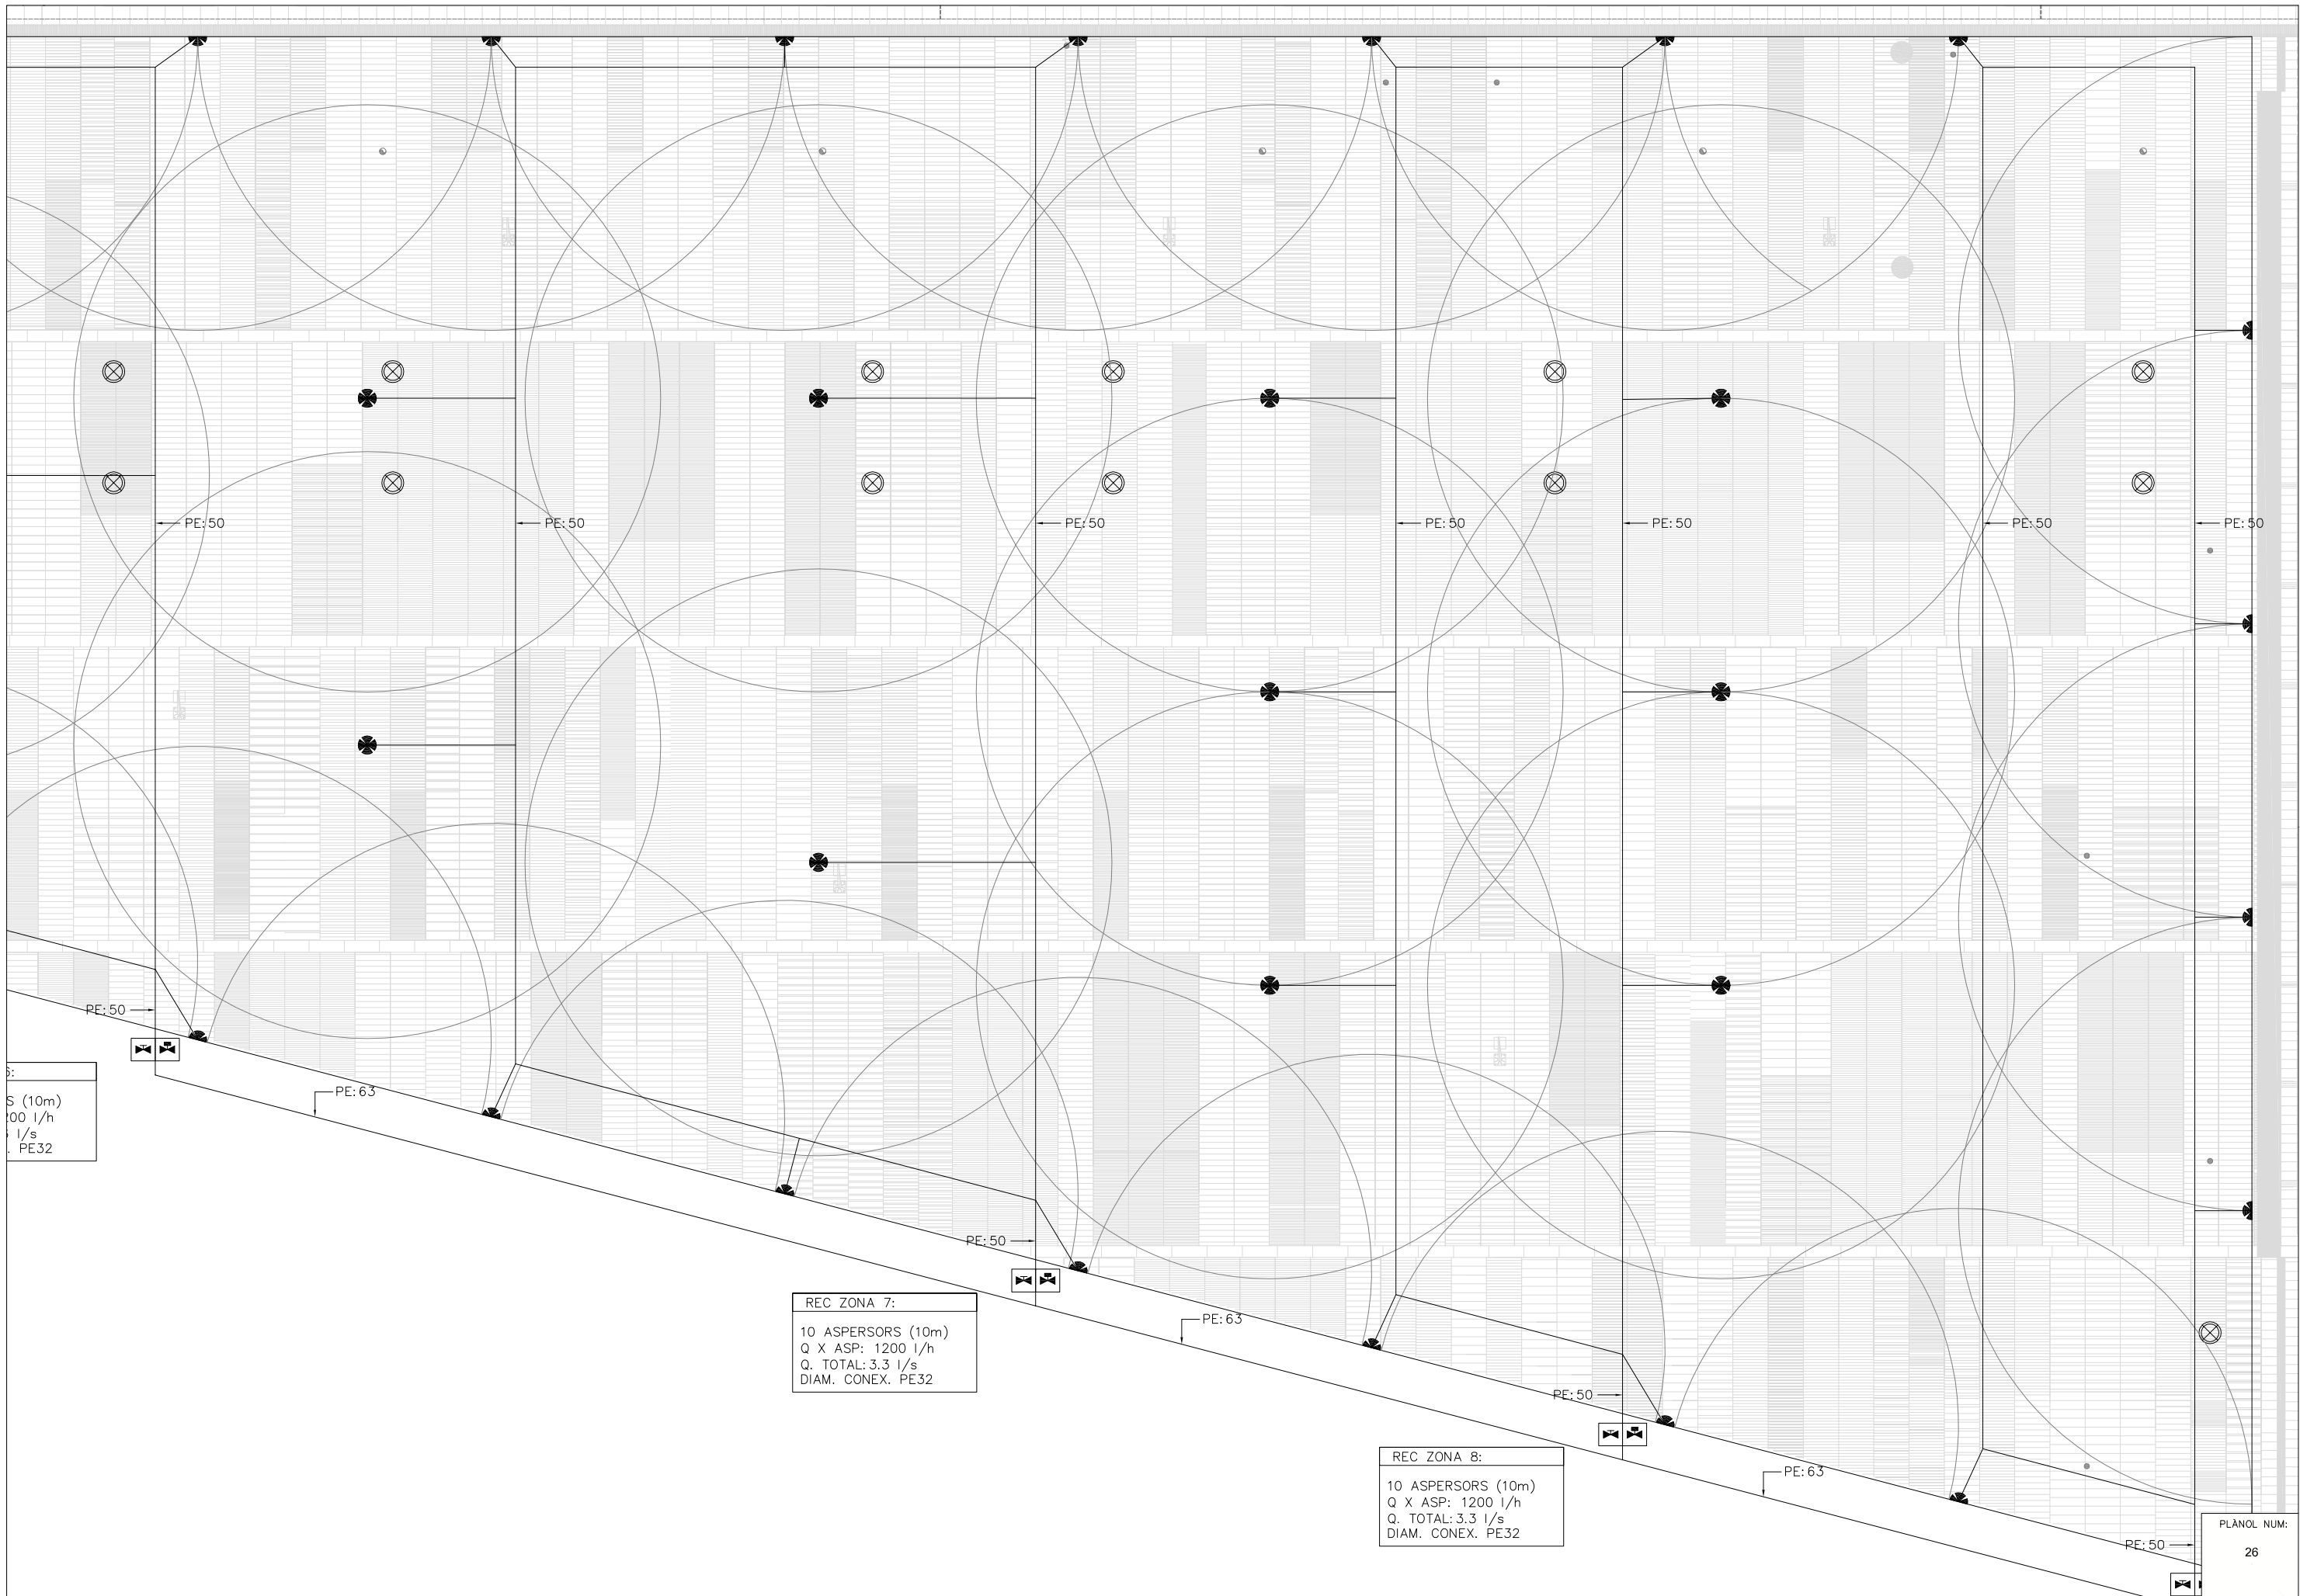 PE:50
PE:50
PE:50
PE:50
PE:50
PE:50
PE:50
PE:50
PE:63
6:
S (10m)
200 l/h
l/s
. PE32
PE:50
REC ZONA 7:
10 ASPERSORS (10m)
Q X ASP: 1200 l/h
Q. TOTAL: 3.3 l/s
DIAM. CONEX. PE32
PE:63
PE:50
REC ZONA 8:
10 ASPERSORS (10m)
Q X ASP: 1200 l/h
Q. TOTAL: 3.3 l/s
DIAM. CONEX. PE32
PE:63
PE:50
PLÀNOL NUM:
26